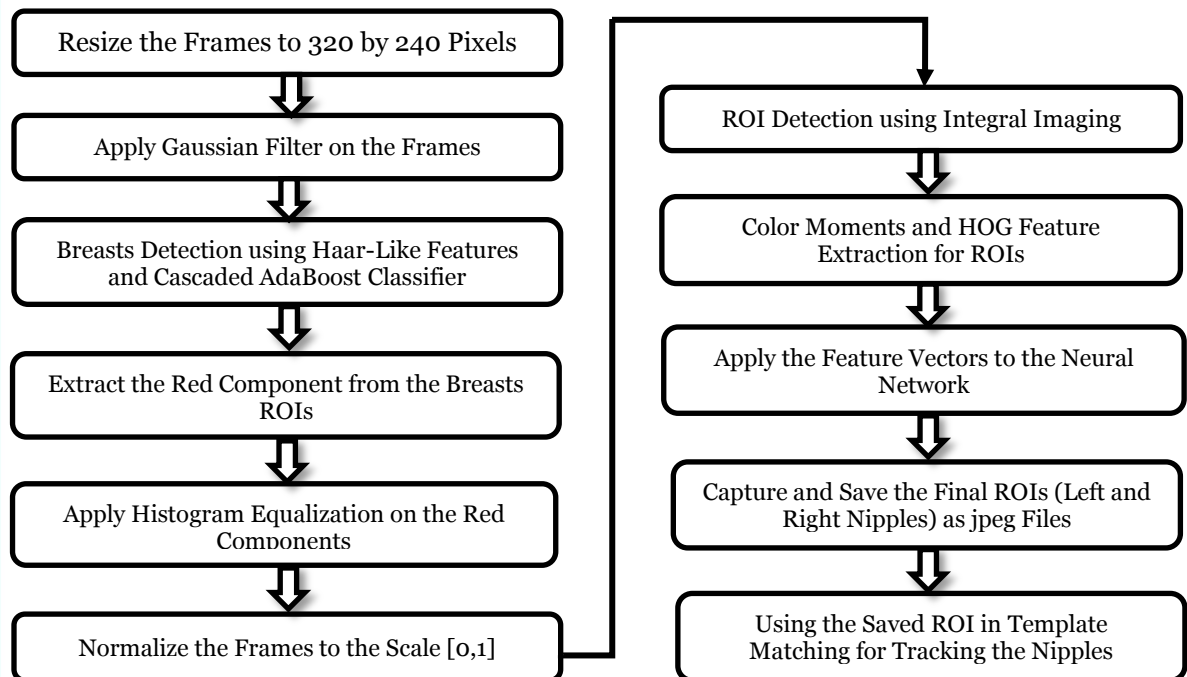 Resize the Frames to 320 by 240 Pixels
Apply Gaussian Filter on the Frames
Breasts Detection using Haar-Like Features
and Cascaded AdaBoost Classifier
Extract the Red Component from the Breasts
ROIs
Apply Histogram Equalization on the Red
Components
Normalize the Frames to the Scale [0,1]
ROI Detection using Integral Imaging
Color Moments and HOG Feature
Extraction for ROIs
Apply the Feature Vectors to the Neural
Network
Capture and Save the Final ROIs (Left and
Right Nipples) as jpeg Files
Using the Saved ROI in Template
Matching for Tracking the Nipples